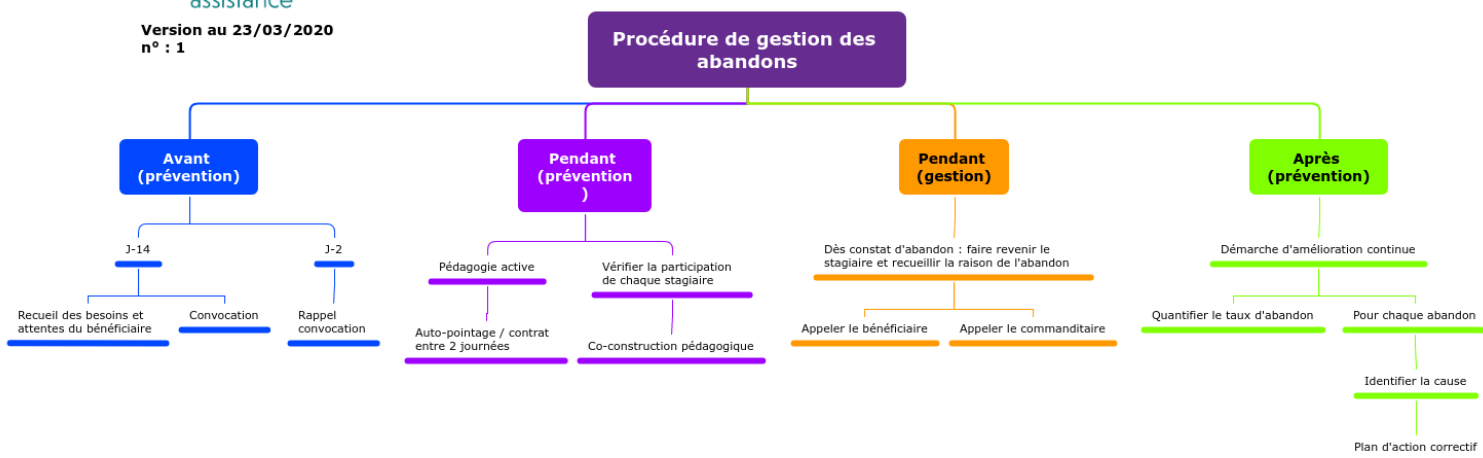 assistance
Version au 23/03/2020
n° : 1
Procédure de gestion des
abandons
Avant
(prévention)
J-14
Recueil des besoins et
attentes du bénéficiaire
Convocation
J-2
Rappel
convocation
Pendant
(prévention
)
Pédagogie active
Auto-pointage / contrat
entre 2 journées
Vérifier la participation
de chaque stagiaire
Co-construction pédagogique
Pendant
(gestion)
Dès constat d'abandon : faire revenir le
stagiaire et recueillir la raison de l'abandon
Appeler le bénéficiaire
Appeler le commanditaire
Après
(prévention)
Démarche d'amélioration continue
Quantifier le taux d'abandon
Pour chaque abandon
Identifier la cause
Plan d'action correctif